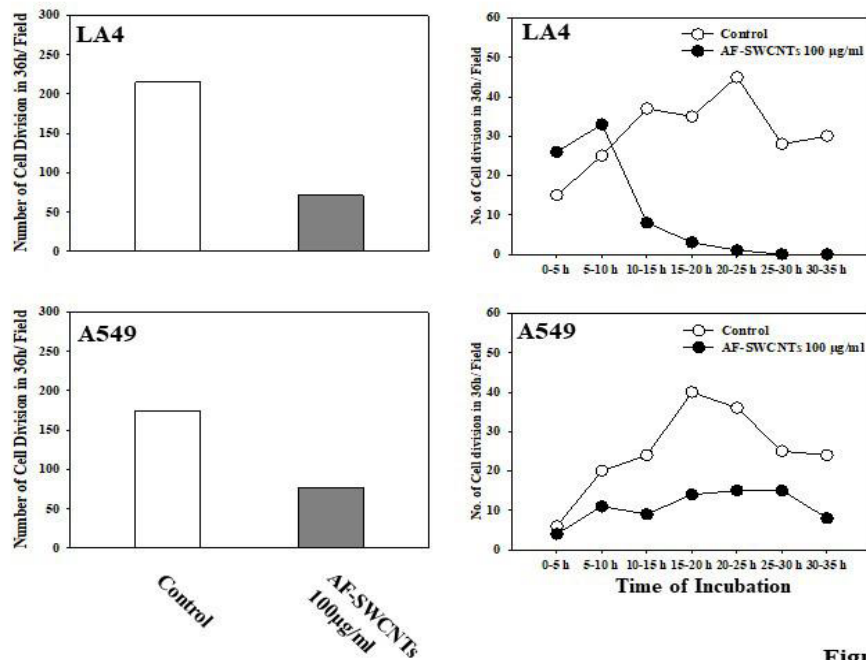 LA4
Number of Cell Division in 36h/ Field
300
250
200
150
100
50
0
LA4
Control
AF-SWCNTs 100 µg/ml
No. of Cell division in 36h/ Field
60
50
40
30
20
10
0
0-5 h 5-10 h 10-15 h 15-20 h 20-25 h 25-30 h 30-35 h
A549
Number of Cell Division in 36h/ Field
300
250
200
150
100
50
0
Control
AF-SWCNTs
100µg/ml
A549
Control
AF-SWCNTs 100 µg/ml
No. of Cell division in 36h/ Field
60
50
40
30
20
10
0
0-5 h 5-10 h 10-15 h 15-20 h 20-25 h 25-30 h 30-35 h
Time of Incubation
Figu